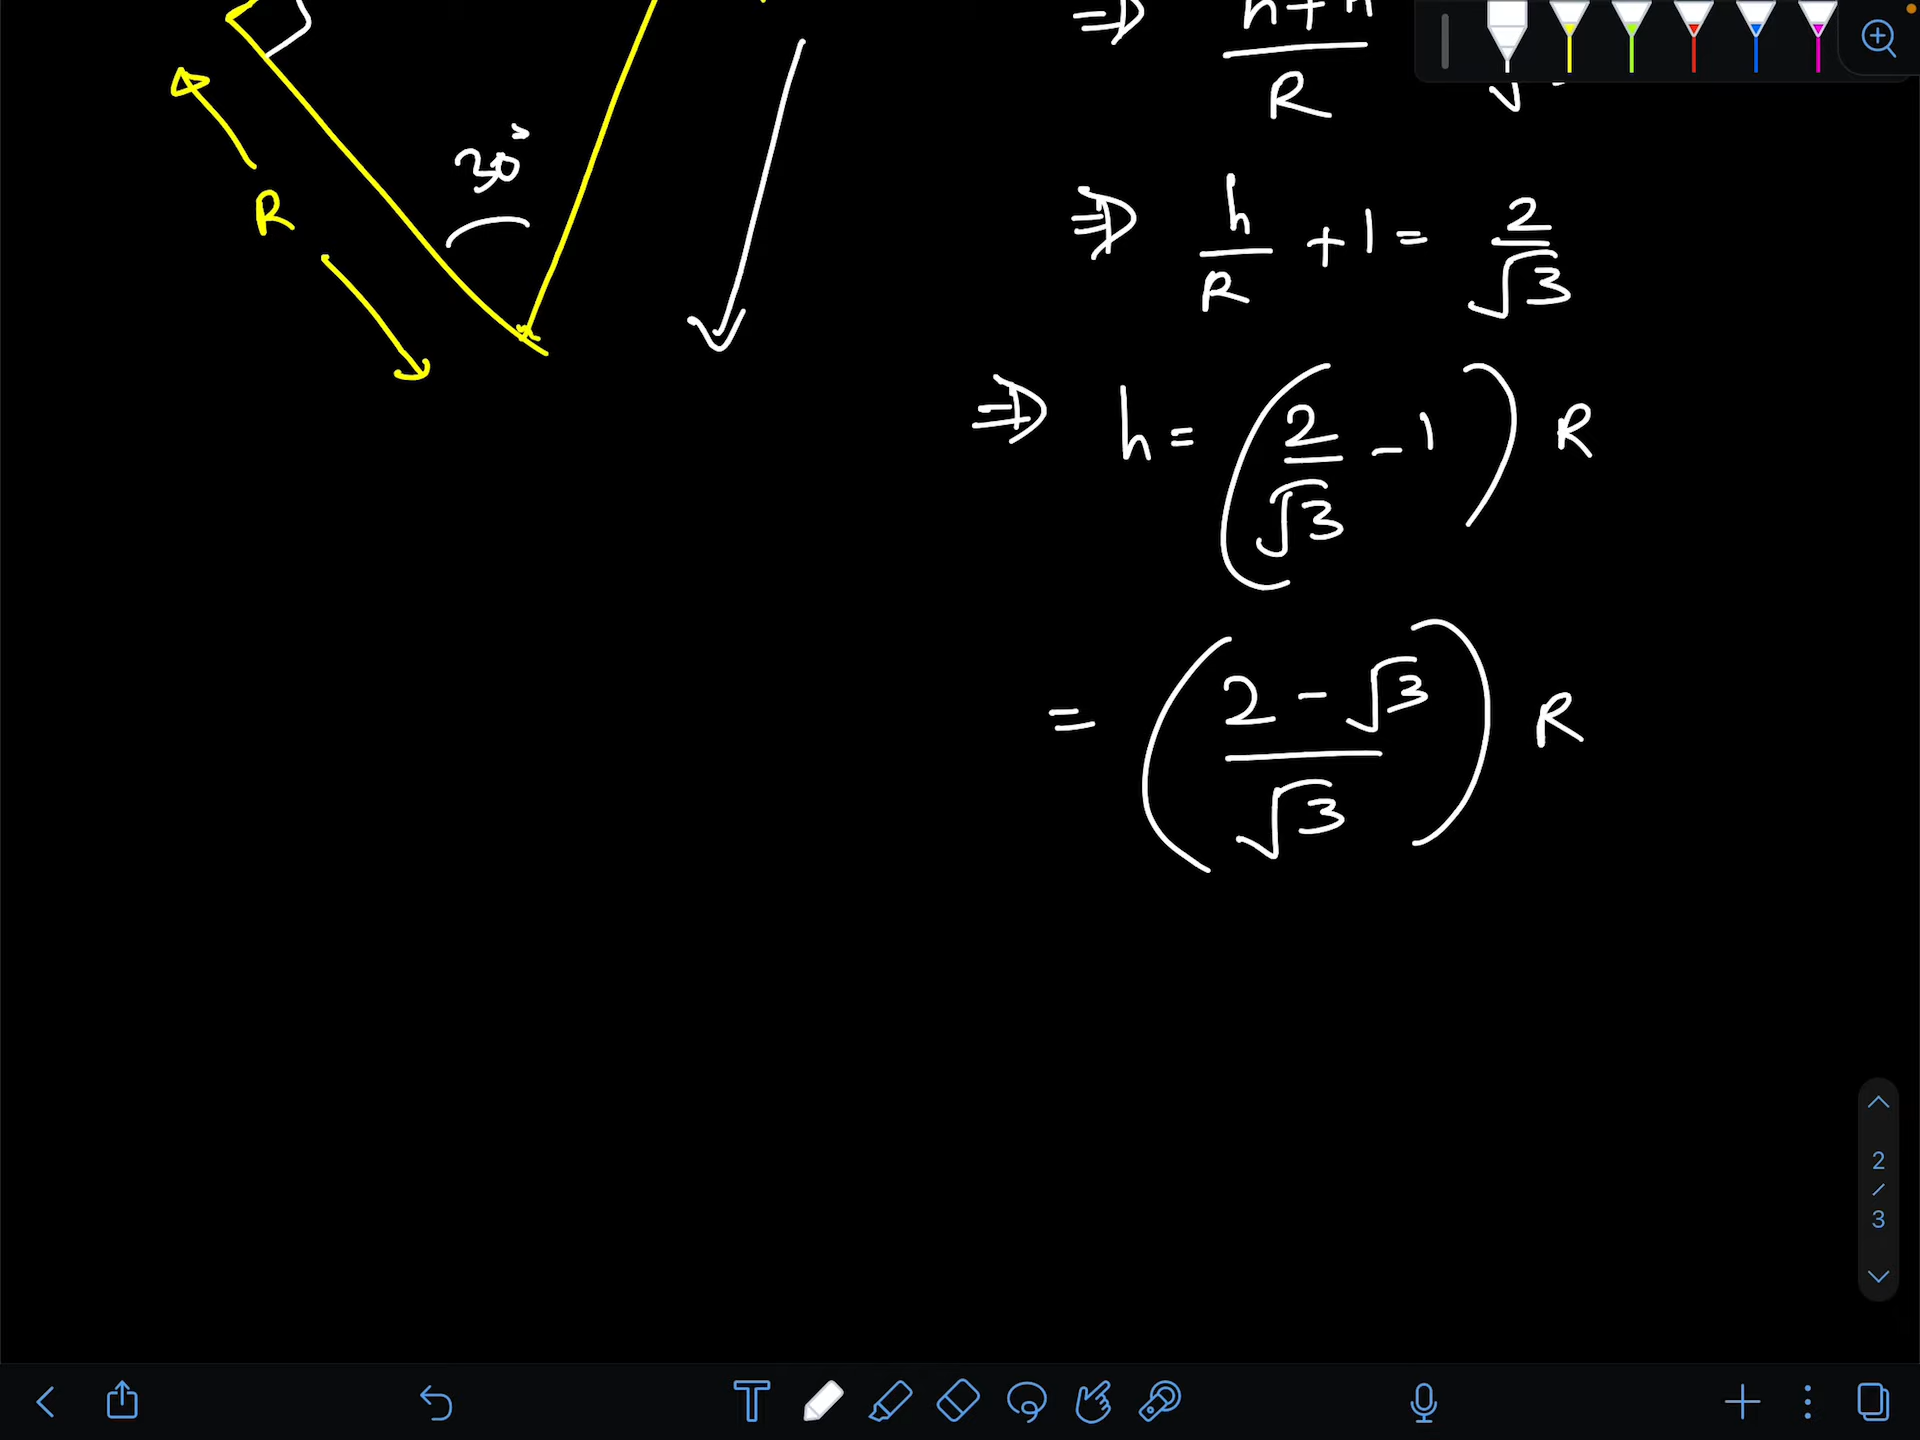 30°
R
⇒ R
⇒ h/R + 1 = 2/√3
⇒ h = (2/√3 - 1) R
= ((2 - √3)/√3) R
2
/
3
T